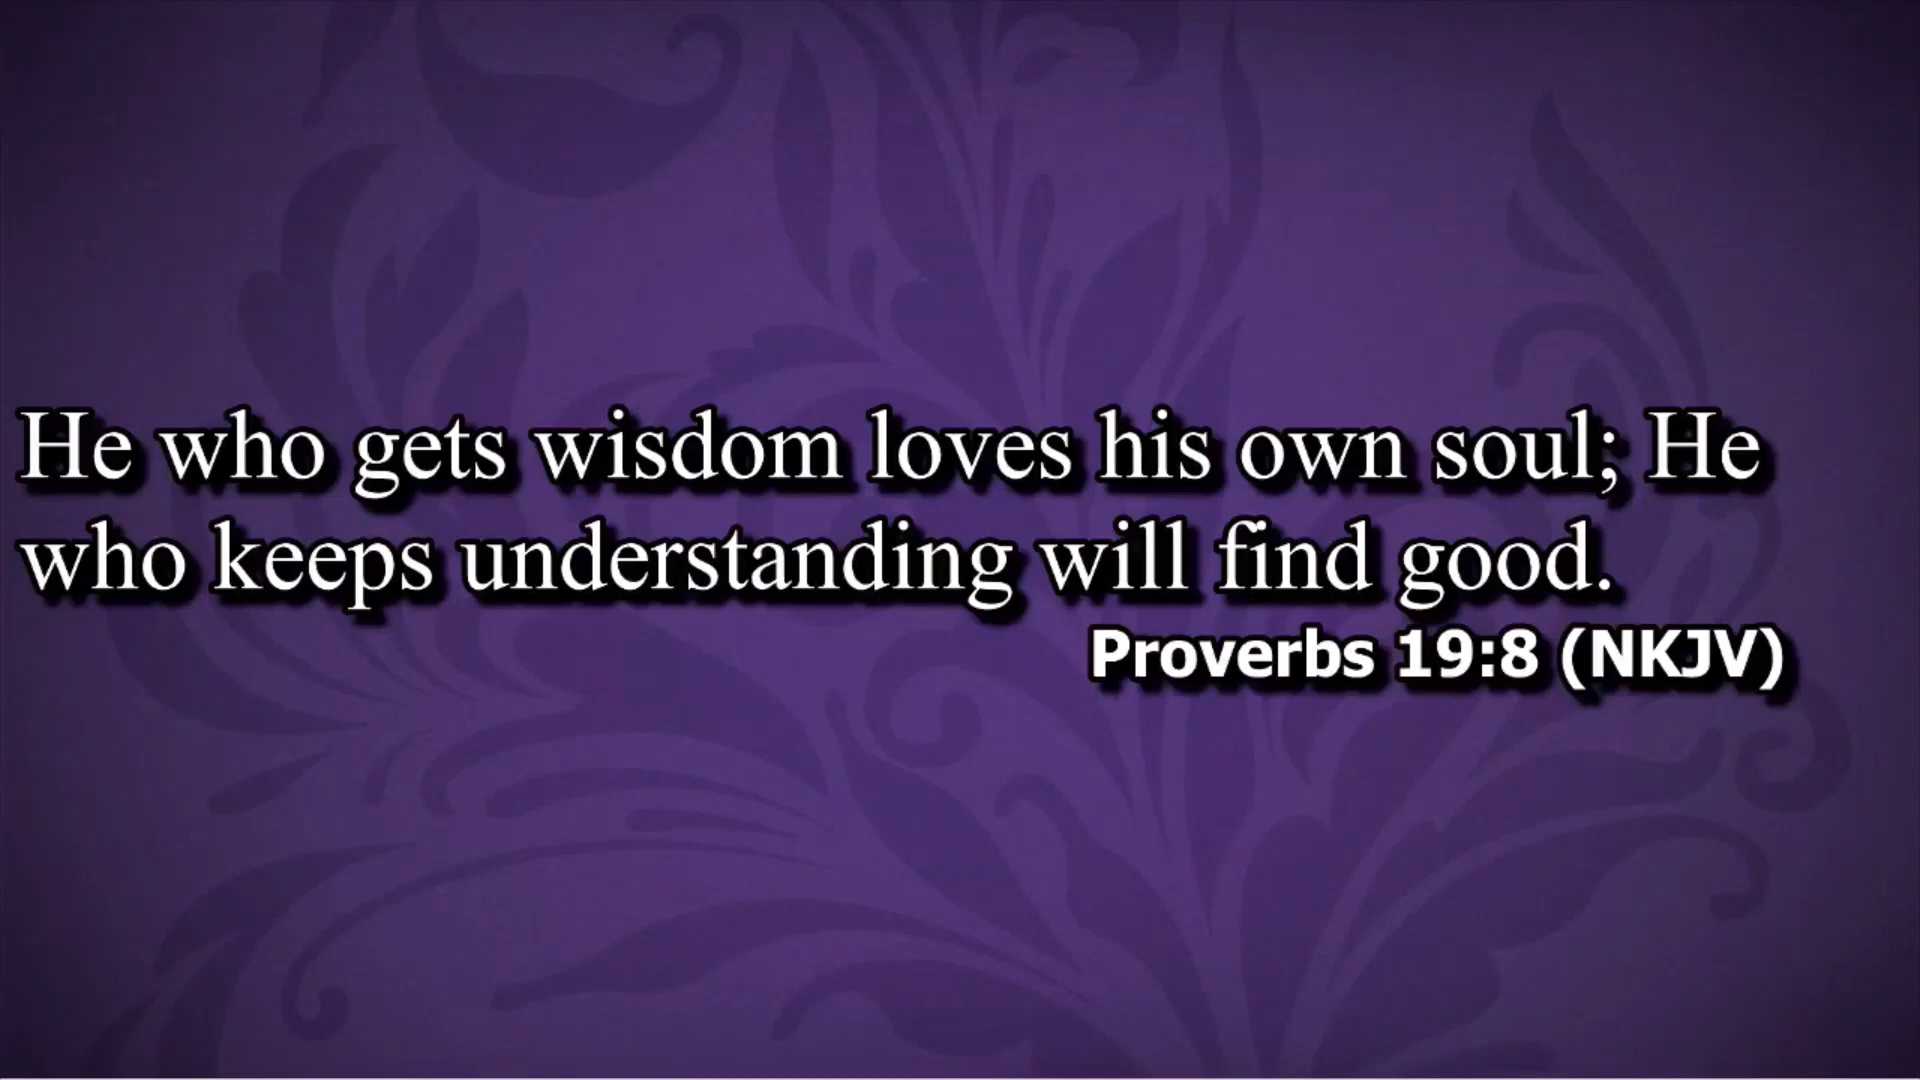 He who gets wisdom loves his own soul; He
who keeps understanding will find good.
Proverbs 19:8 (NKJV)